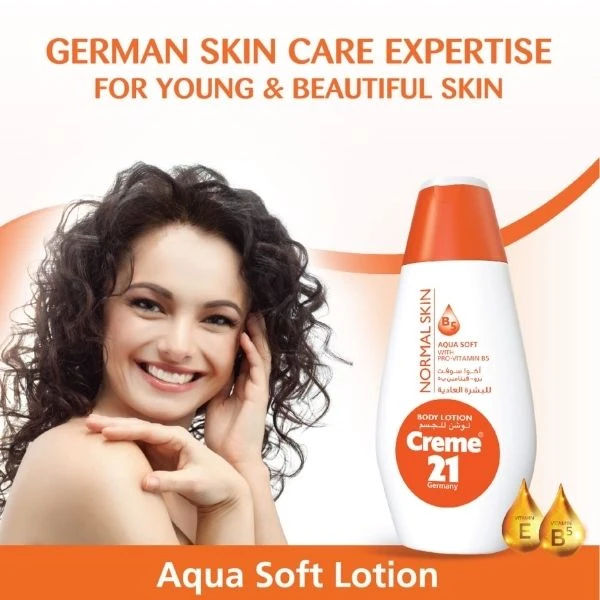 GERMAN SKIN CARE EXPERTISE
FOR YOUNG & BEAUTIFUL SKIN
NORMAL SKIN
B5
AQUA SOFT
WITH
PRO-VITAMIN B5
أكوا سوفت
برو-فيتامين ب٥
للبشرة العادية
BODY LOTION
لوشن للجسم
Creme®
21
Germany
VITAMIN
E
VITAMIN
B5
Aqua Soft Lotion